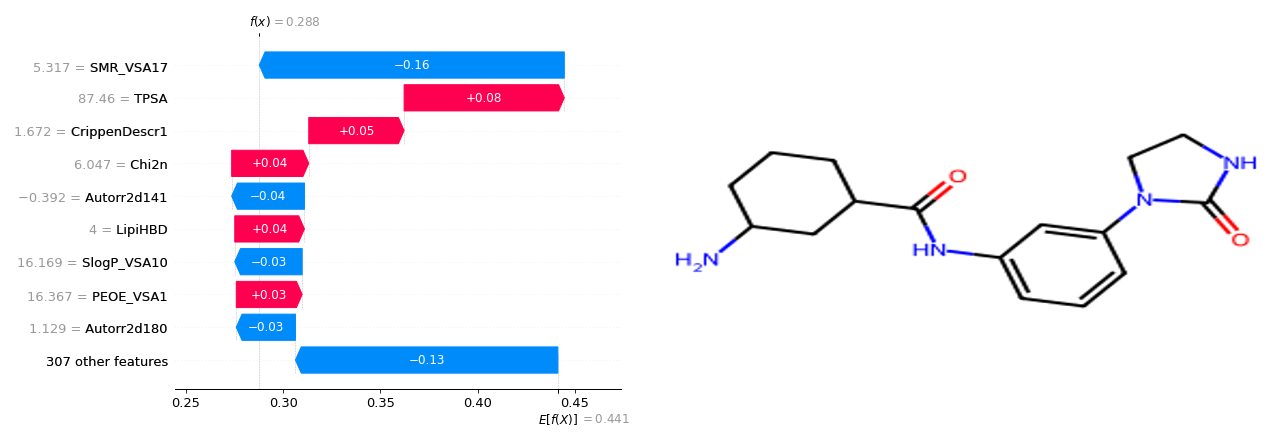 f(x) = 0.288
5.317 = SMR_VSA17
−0.16
87.46 = TPSA
+0.08
1.672 = CrippenDescr1
+0.05
6.047 = Chi2n
+0.04
−0.392 = Autorr2d141
−0.04
4 = LipiHBD
+0.04
16.169 = SlogP_VSA10
−0.03
16.367 = PEOE_VSA1
+0.03
1.129 = Autorr2d180
−0.03
307 other features
−0.13
0.25 0.30 0.35 0.40 0.45
E[f(X)] = 0.441
O
NH
N
O
HN
H2N